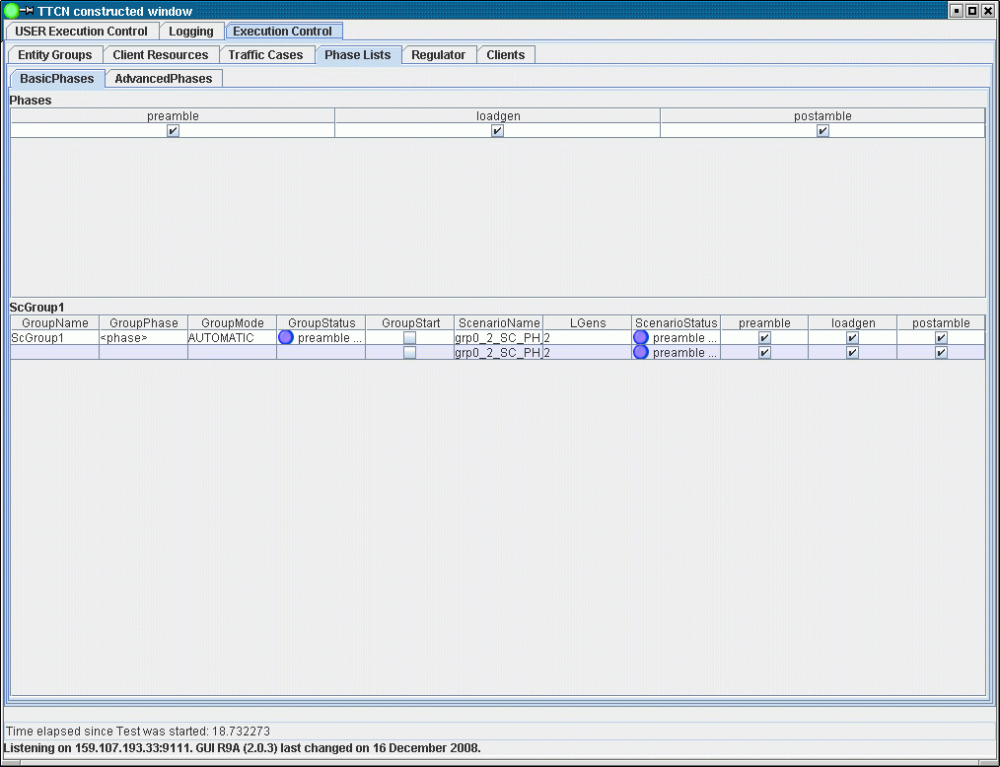 TTCN constructed window
USER Execution Control Logging Execution Control
Entity Groups Client Resources Traffic Cases Phase Lists Regulator Clients
BasicPhases AdvancedPhases
Phases
preamble loadgen postamble
ScGroup1
GroupName GroupPhase GroupMode GroupStatus GroupStart ScenarioName LGens ScenarioStatus preamble loadgen postamble
ScGroup1 <phase> AUTOMATIC preamble ... grp0_2_SC_PH 2 preamble ...
grp0_2_SC_PH 2 preamble ...
Time elapsed since Test was started: 18.732273
Listening on 159.107.193.33:9111. GUI R9A (2.0.3) last changed on 16 December 2008.